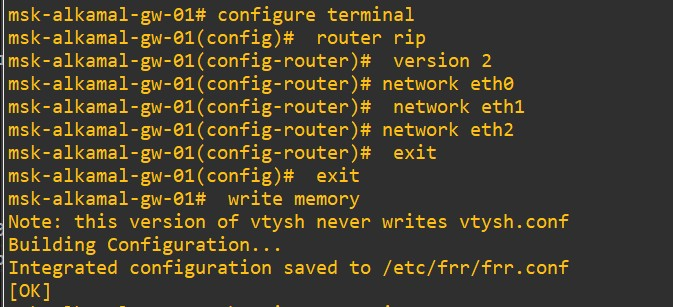 msk-alkamal-gw-01# configure terminal
msk-alkamal-gw-01(config)#  router rip
msk-alkamal-gw-01(config-router)#  version 2
msk-alkamal-gw-01(config-router)# network eth0
msk-alkamal-gw-01(config-router)#  network eth1
msk-alkamal-gw-01(config-router)# network eth2
msk-alkamal-gw-01(config-router)#  exit
msk-alkamal-gw-01(config)#  exit
msk-alkamal-gw-01#  write memory
Note: this version of vtysh never writes vtysh.conf
Building Configuration...
Integrated configuration saved to /etc/frr/frr.conf
[OK]